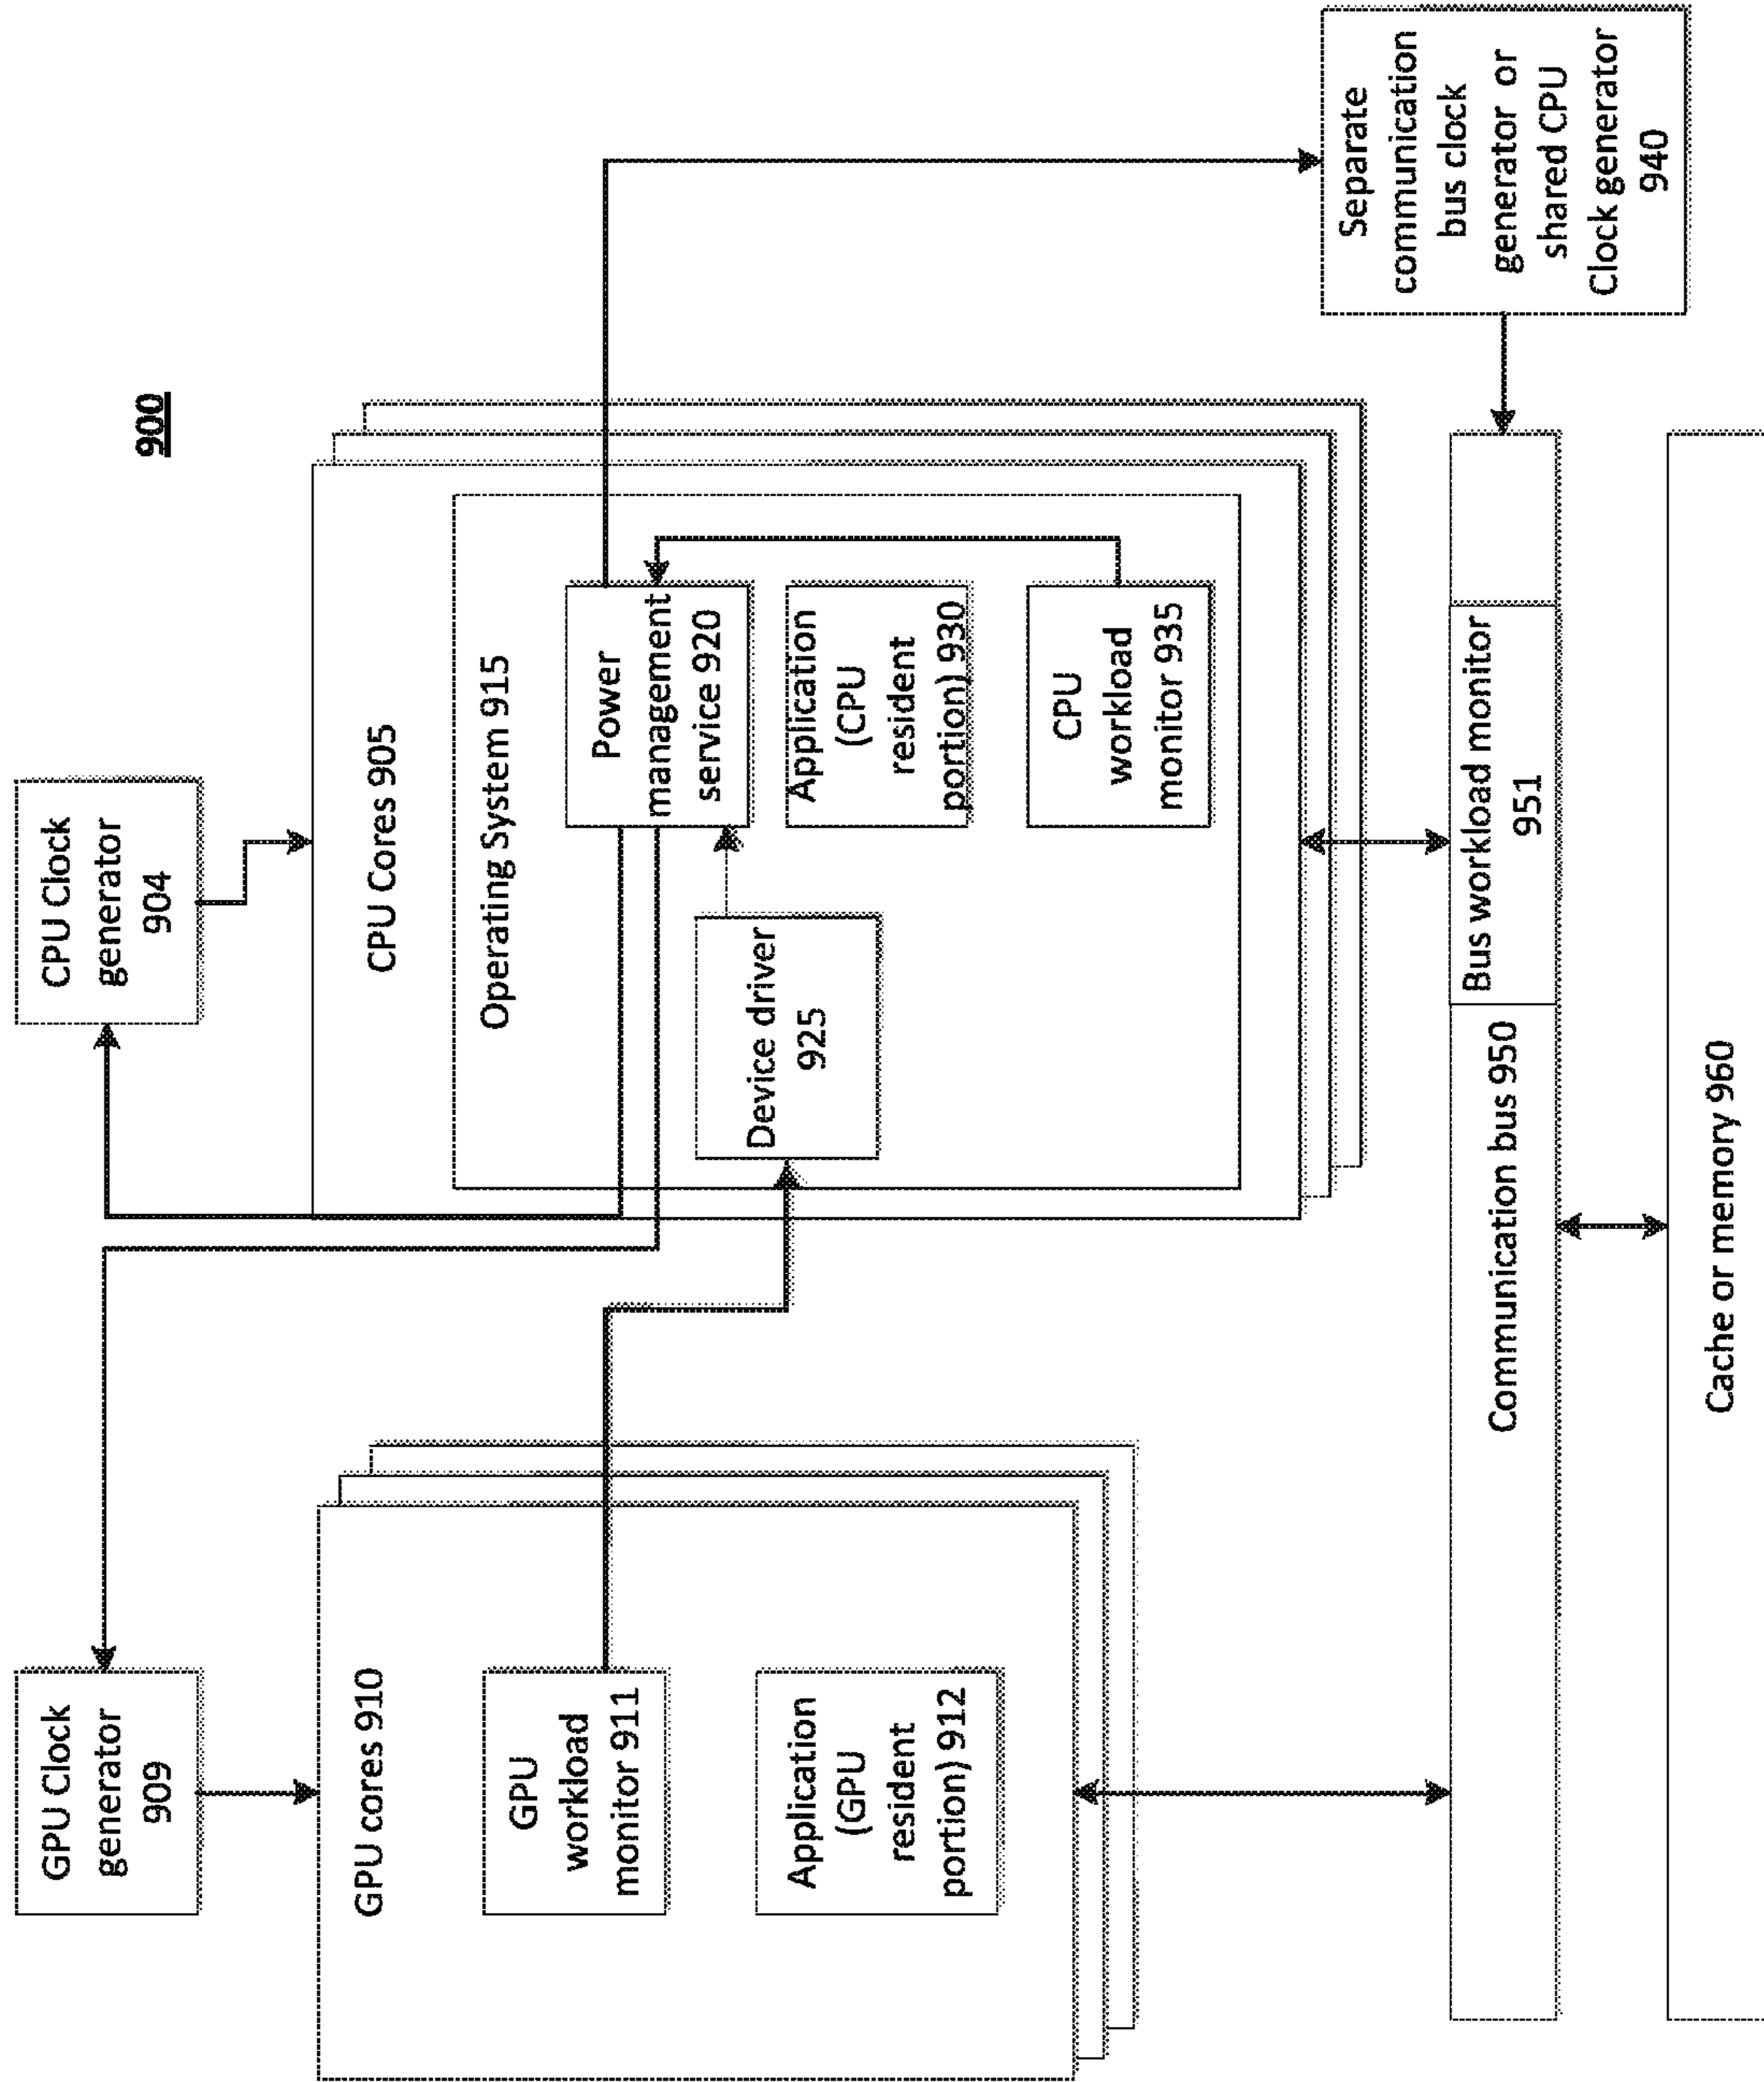 900
GPU Clock
generator
909
CPU Clock
generator
904
GPU cores 910
GPU
workload
monitor 911
Application
(GPU
resident
portion) 912
CPU Cores 905
Operating System 915
Device driver
925
Power
management
service 920
Application
(CPU
resident
portion) 930
CPU
workload
monitor 935
Separate
communication
bus clock
generator or
shared CPU
Clock generator
940
Communication bus 950
Bus workload monitor
951
Cache or memory 960